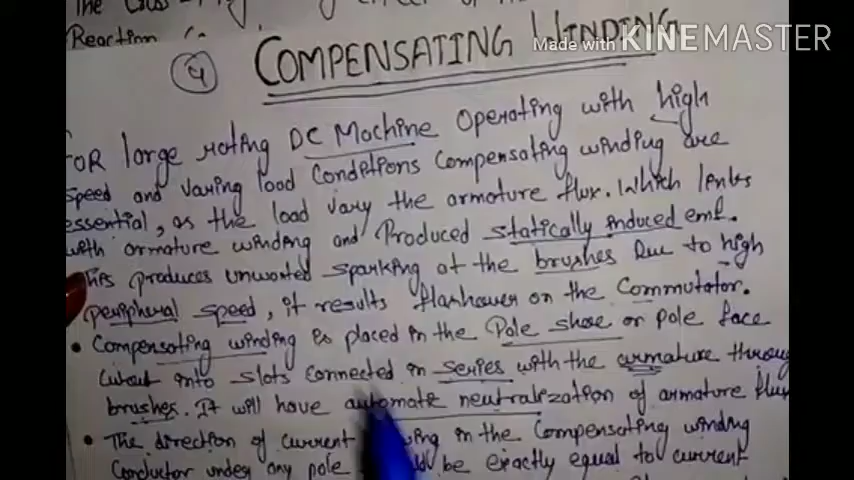 The Cross
Reaction
Made with KINEMASTER
4 COMPENSATING WINDING
FOR large rating DC Machine Operating with high
Speed and Varing load Conditions Compensating winding are
essential, as the load vary the armature flux. Which links
with armature winding and Produced statically induced emf.
This produces unwanted sparking at the brushes Due to high
peripheral speed, it results flashover on the Commutator.
• Compensating winding is placed in the Pole shoe or pole face
Cutout into slots Connected in series with the armature through
brushes. It will have automatic neutralization of armature flux
• The direction of current in the Compensating winding
Conductor under any pole be exactly equal to current